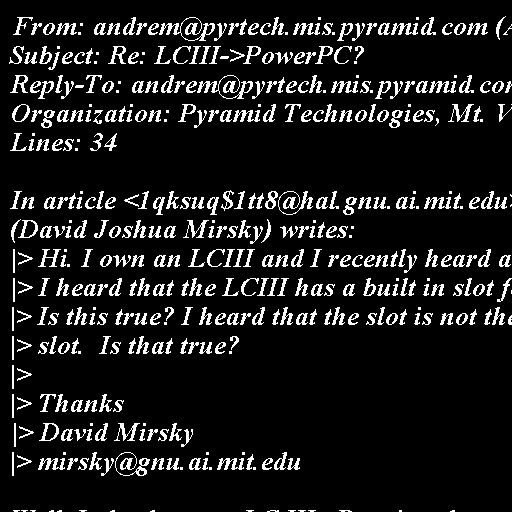 From: andrem@pyrtech.mis.pyramid.com (A
Subject: Re: LCIII->PowerPC?
Reply-To: andrem@pyrtech.mis.pyramid.com
Organization: Pyramid Technologies, Mt. V
Lines: 34

In article <1qksuq$1tt8@hal.gnu.ai.mit.edu>
(David Joshua Mirsky) writes:
|> Hi. I own an LCIII and I recently heard a
|> I heard that the LCIII has a built in slot f
|> Is this true? I heard that the slot is not the
|> slot.  Is that true?
|>
|> Thanks
|> David Mirsky
|> mirsky@gnu.ai.mit.edu